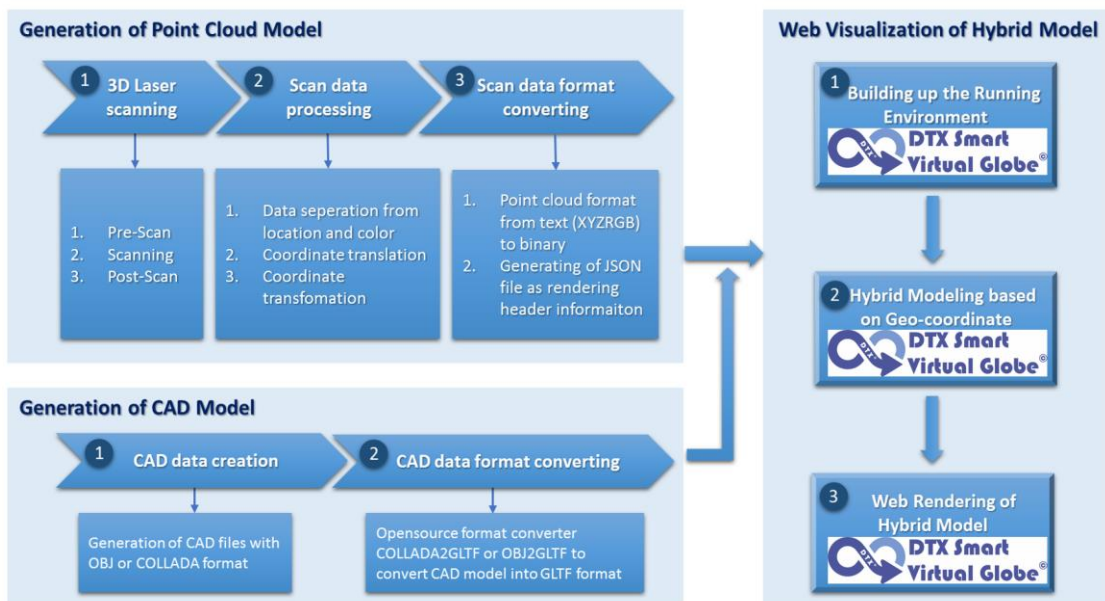 Generation of Point Cloud Model
1
3D Laser
scanning
2
Scan data
processing
3
Scan data format
converting
1. Pre-Scan
2. Scanning
3. Post-Scan
1. Data seperation from
location and color
2. Coordinate translation
3. Coordinate
transfomation
1. Point cloud format
from text (XYZRGB)
to binary
2. Generating of JSON
file as rendering
header informaiton
Generation of CAD Model
1
CAD data creation
2
CAD data format converting
Generation of CAD files with
OBJ or COLLADA format
Opensource format converter
COLLADA2GLTF or OBJ2GLTF to
convert CAD model into GLTF format
Web Visualization of Hybrid Model
1
Building up the Running
Environment
DTX
DTX Smart
Virtual Globe©
2
Hybrid Modeling based
on Geo-coordinate
DTX
DTX Smart
Virtual Globe©
3
Web Rendering of
Hybrid Model
DTX
DTX Smart
Virtual Globe©